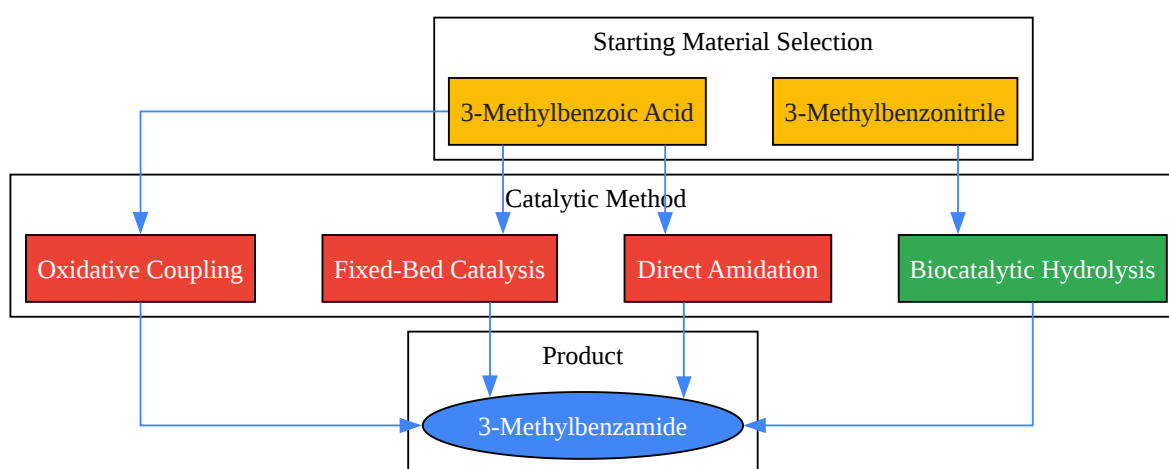 Starting Material Selection
3-Methylbenzoic Acid
3-Methylbenzonitrile
Catalytic Method
Oxidative Coupling
Fixed-Bed Catalysis
Direct Amidation
Biocatalytic Hydrolysis
Product
3-Methylbenzamide